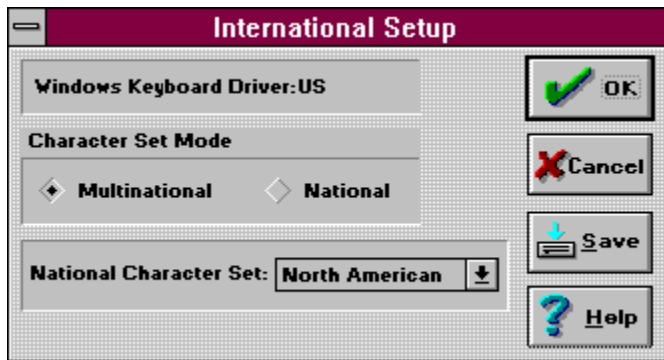 International Setup
Windows Keyboard Driver:US
OK
Character Set Mode
Multinational
National
Cancel
National Character Set: North American
Save
Help